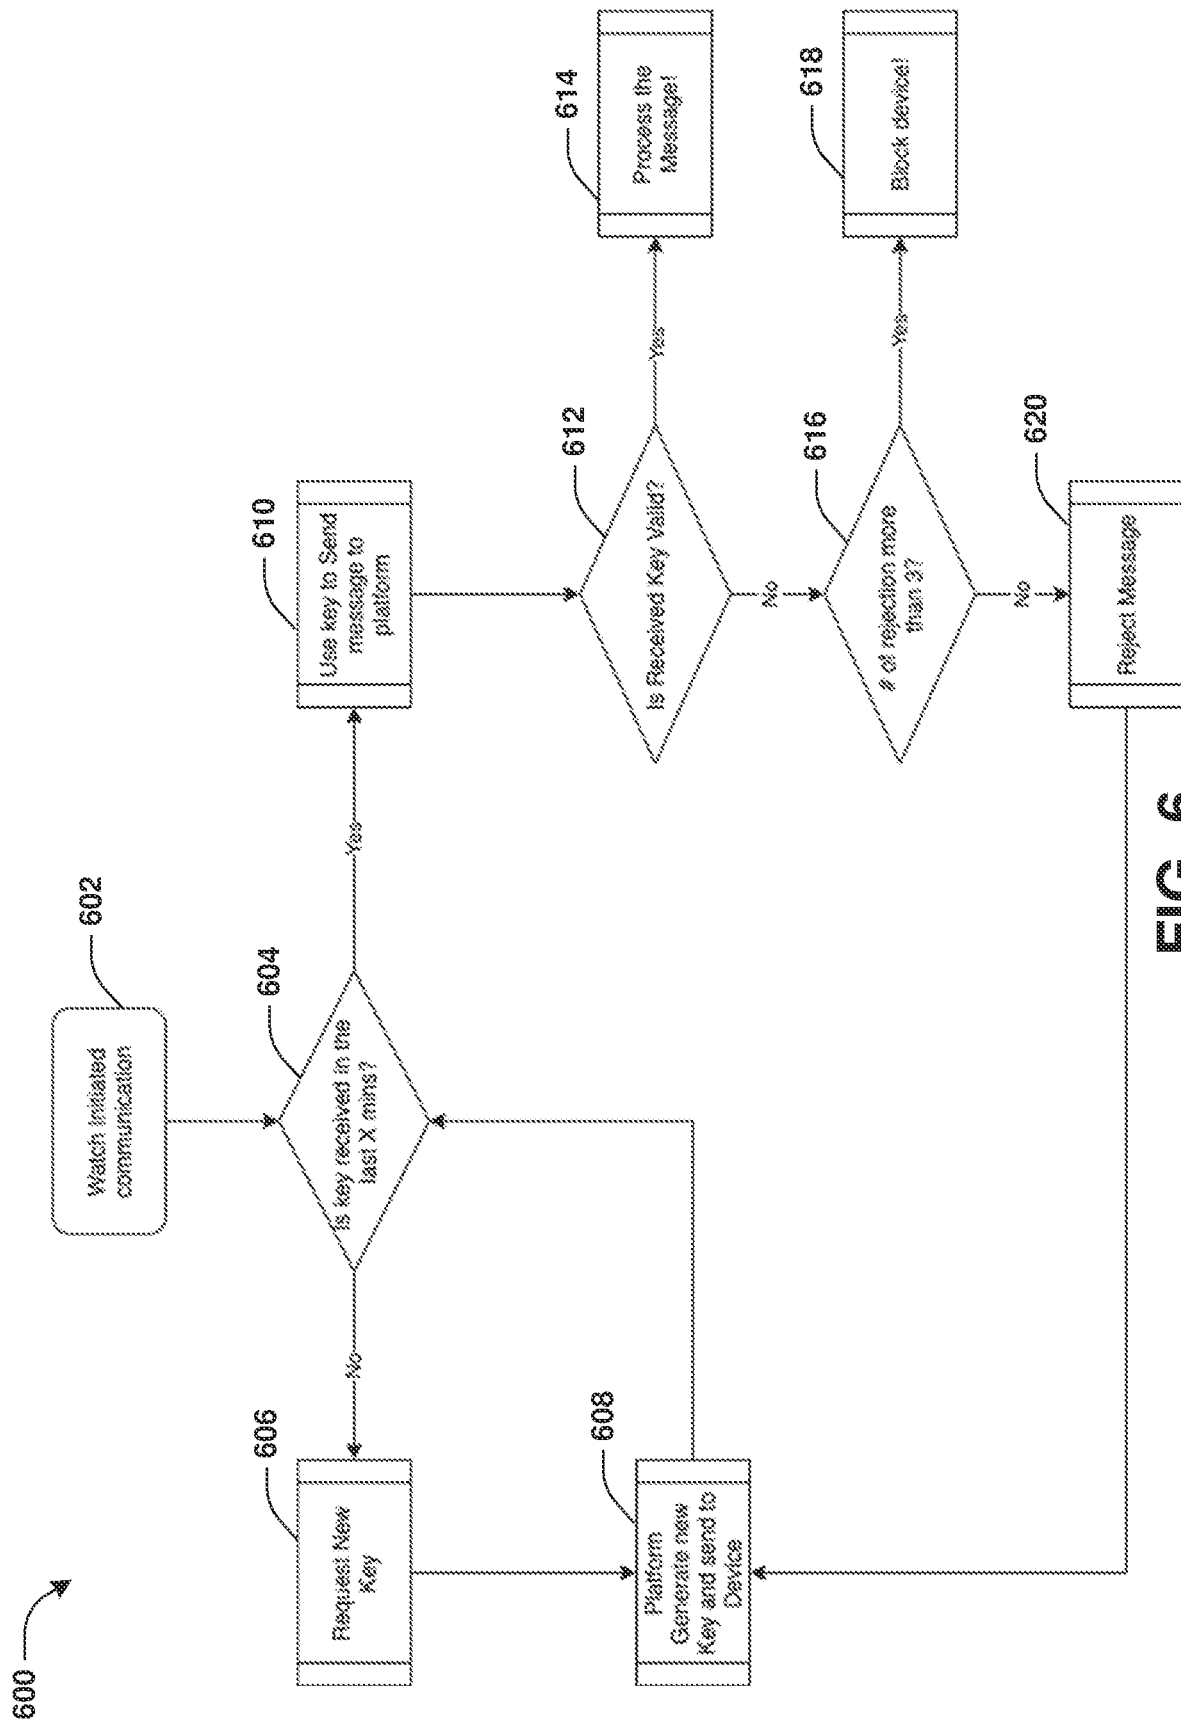 600
602
Watch Initiated
communication
604
Is key received in the
last X mins?
No
Yes
606
Request New
Key
610
Use key to Send
message to
platform
608
Platform
Generate new
Key and send to
Device
612
Is Received Key Valid?
Yes
614
Process the
Message!
No
616
# of rejection more
than 3?
Yes
618
Block device!
No
620
Reject Message
FIG. 6